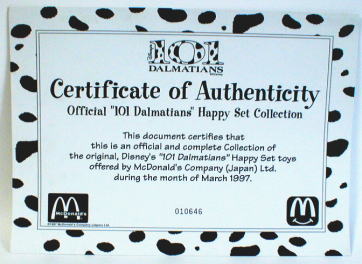 101
DALMATIANS
Certificate of Authenticity
Official "101 Dalmatians" Happy Set Collection
This document certifies that
this is an official and complete Collection of
the original, Disney's "101 Dalmatians" Happy Set toys
offered by McDonald's Company (Japan) Ltd.
during the month of March 1997.
010646
McDonald's